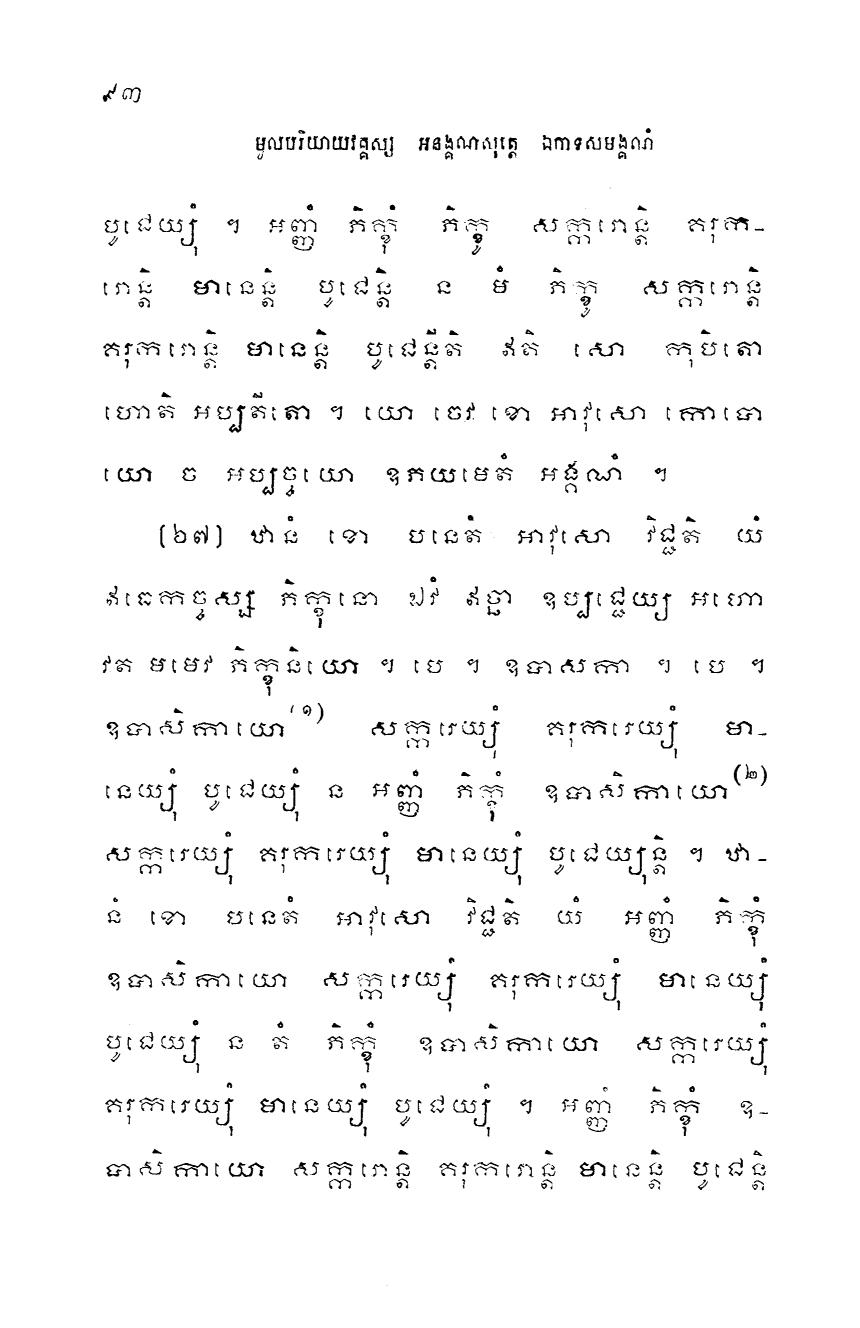 ៩៣
មូលបរិយាយវគ្គស្ស អនង្គណសុត្តេ ឯកាទសមង្គណំ
បូជេយ្យុំ ។ អញ្ញំ ភិក្ខុំ ភិក្ខូ សក្ករោន្តិ គរុក-
រោន្តិ មានេន្តិ បូជេន្តិ ន មំ ភិក្ខូ សក្ករោន្តិ
គរុករោន្តិ មានេន្តិ បូជេន្តីតិ ឥតិ សោ កុបិតោ
ហោតិ អប្បតីតោ ។ យោ ចេវ ខោ អាវុសោ កោធោ
យោ ច អប្បច្ចយោ ឧភយមេតំ អង្គណំ ។
(២៧) ឋានំ ខោ បនេតំ អាវុសោ វិជ្ជតិ យំ
ឥធេកច្ចស្ស ភិក្ខុនោ ឯវំ ឥច្ឆា ឧប្បជ្ជេយ្យ អហោ
វត មមេវ ភិក្ខុនិយោ ។ បេ ។ ឧបាសកា ។ បេ ។
ឧបាសិកាយោ(១) សក្ករេយ្យុំ គរុករេយ្យុំ មា-
នេយ្យុំ បូជេយ្យុំ ន អញ្ញំ ភិក្ខុំ ឧបាសិកាយោ(២)
សក្ករេយ្យុំ គរុករេយ្យុំ មានេយ្យុំ បូជេយ្យុន្តិ ។ ឋា-
នំ ខោ បនេតំ អាវុសោ វិជ្ជតិ យំ អញ្ញំ ភិក្ខុំ
ឧបាសិកាយោ សក្ករេយ្យុំ គរុករេយ្យុំ មានេយ្យុំ
បូជេយ្យុំ ន តំ ភិក្ខុំ ឧបាសិកាយោ សក្ករេយ្យុំ
គរុករេយ្យុំ មានេយ្យុំ បូជេយ្យុំ ។ អញ្ញំ ភិក្ខុំ ឧ-
បាសិកាយោ សក្ករោន្តិ គរុករោន្តិ មានេន្តិ បូជេន្តិ